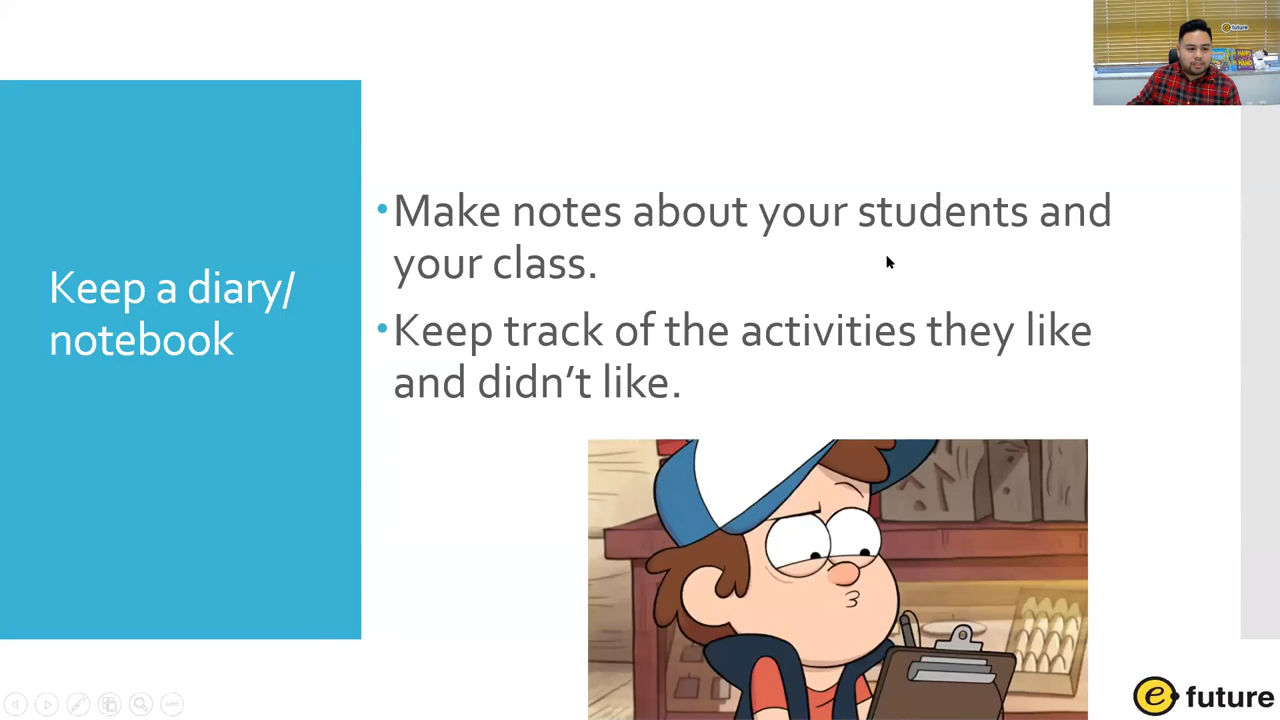 e future
Keep a diary/
notebook
• Make notes about your students and
your class.
• Keep track of the activities they like
and didn't like.
e future